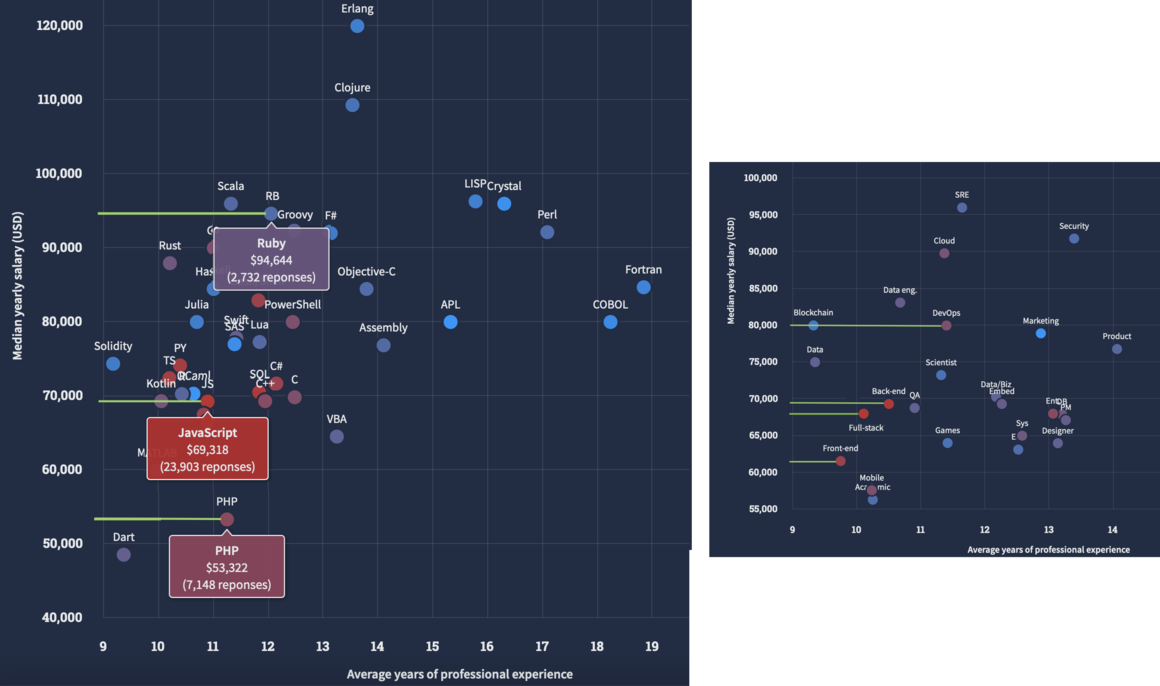 Erlang
120,000
Clojure
110,000
100,000
Scala
RB
LISP
Crystal
Groovy
F#
Perl
90,000
Rust
Ruby
$94,644
(2,732 reponses)
Objective-C
Fortran
80,000
Julia
PowerShell
APL
COBOL
Swift
SAS
Lua
Assembly
Solidity
PY
TS
C#
70,000
Kotlin
OCaml
JS
SQL
C++
C
VBA
JavaScript
$69,318
(23,903 reponses)
60,000
PHP
50,000
Dart
PHP
$53,322
(7,148 reponses)
40,000
9 10 11 12 13 14 15 16 17 18 19
Average years of professional experience
Median yearly salary (USD)
100,000
SRE
95,000
Security
Cloud
90,000
Data eng.
85,000
Blockchain
DevOps
80,000
Marketing
Product
Data
75,000
Scientist
Back-end
QA
Data/Biz
Embed
70,000
PM
Full-stack
Games
Sys
Designer
65,000
Front-end
60,000
Mobile
55,000
9 10 11 12 13 14
Average years of professional experience
Median yearly salary (USD)